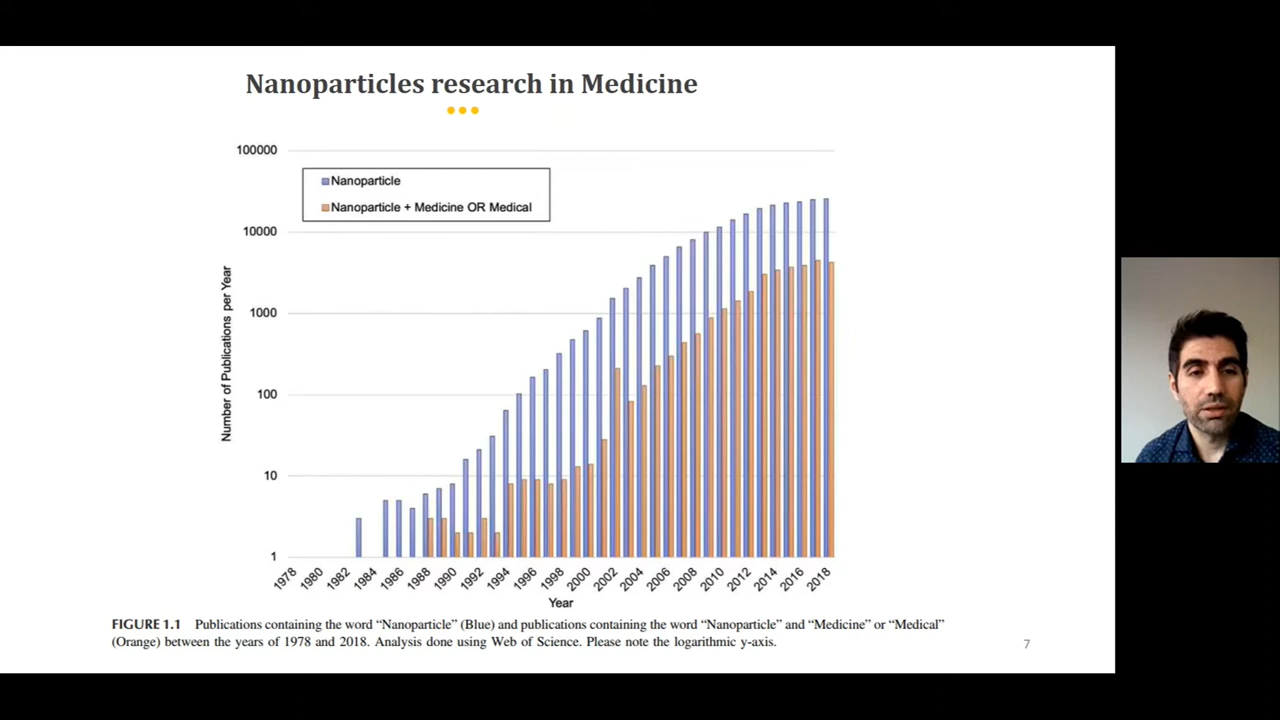 Nanoparticles research in Medicine
100000
Nanoparticle
Nanoparticle + Medicine OR Medical
10000
1000
100
10
1
Number of Publications per Year
1978 1980 1982 1984 1986 1988 1990 1992 1994 1996 1998 2000 2002 2004 2006 2008 2010 2012 2014 2016 2018
Year
FIGURE 1.1 Publications containing the word “Nanoparticle” (Blue) and publications containing the word “Nanoparticle” and “Medicine” or “Medical”
(Orange) between the years of 1978 and 2018. Analysis done using Web of Science. Please note the logarithmic y-axis.
7